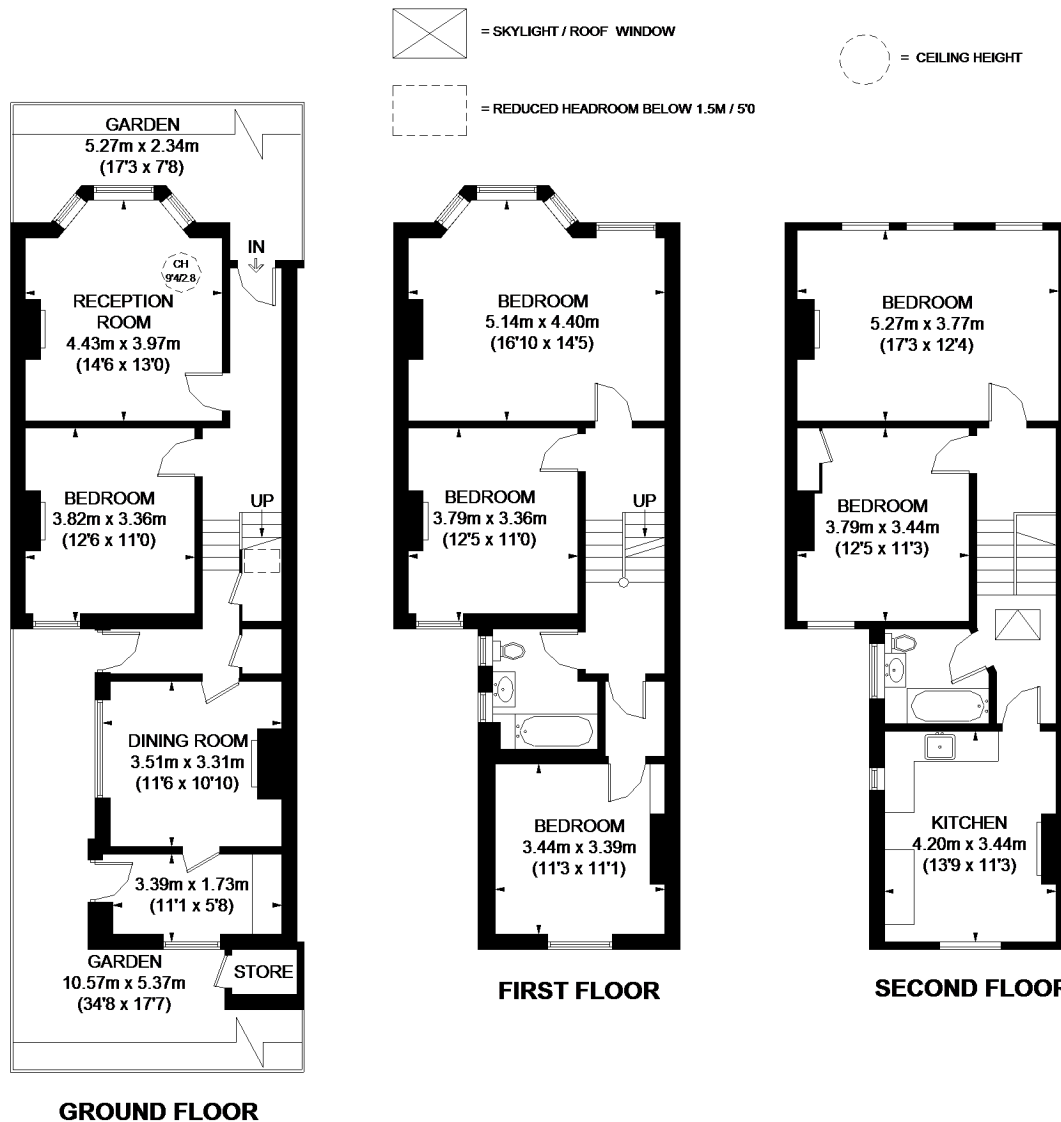 = SKYLIGHT / ROOF WINDOW
= CEILING HEIGHT
= REDUCED HEADROOM BELOW 1.5M / 5'0
GARDEN
5.27m x 2.34m
(17'3 x 7'8)
IN
CH
9'4/2.8
RECEPTION
ROOM
4.43m x 3.97m
(14'6 x 13'0)
BEDROOM
3.82m x 3.36m
(12'6 x 11'0)
UP
DINING ROOM
3.51m x 3.31m
(11'6 x 10'10)
3.39m x 1.73m
(11'1 x 5'8)
GARDEN
10.57m x 5.37m
(34'8 x 17'7)
STORE
GROUND FLOOR
BEDROOM
5.14m x 4.40m
(16'10 x 14'5)
BEDROOM
3.79m x 3.36m
(12'5 x 11'0)
UP
BEDROOM
3.44m x 3.39m
(11'3 x 11'1)
FIRST FLOOR
BEDROOM
5.27m x 3.77m
(17'3 x 12'4)
BEDROOM
3.79m x 3.44m
(12'5 x 11'3)
KITCHEN
4.20m x 3.44m
(13'9 x 11'3)
SECOND FLOOR